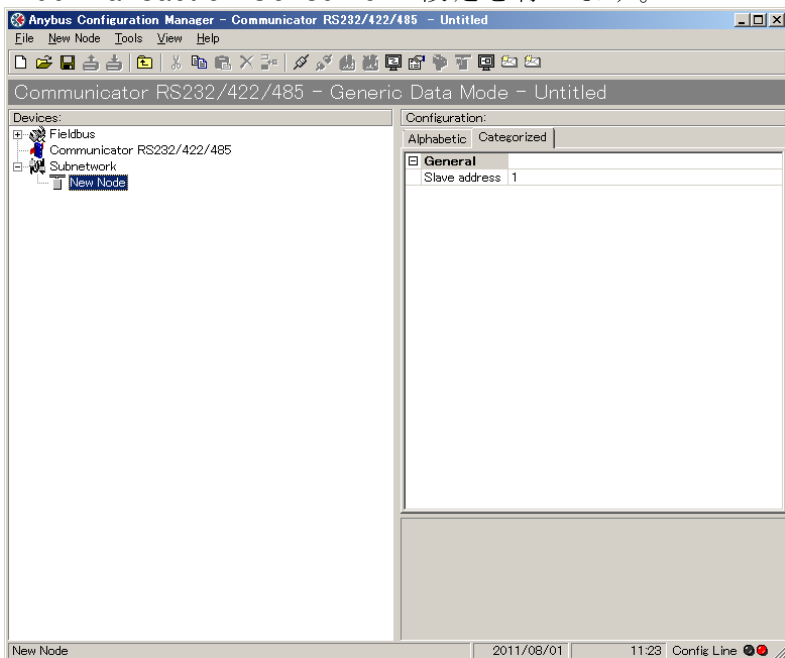 Anybus Configuration Manager - Communicator RS232/422/485 - Untitled
File New Node Tools View Help
Communicator RS232/422/485 - Generic Data Mode - Untitled
Devices:
Fieldbus
Communicator RS232/422/485
Subnetwork
New Node
Configuration:
Alphabetic Categorized
General
Slave address 1
New Node 2011/08/01 11:23 Config Line